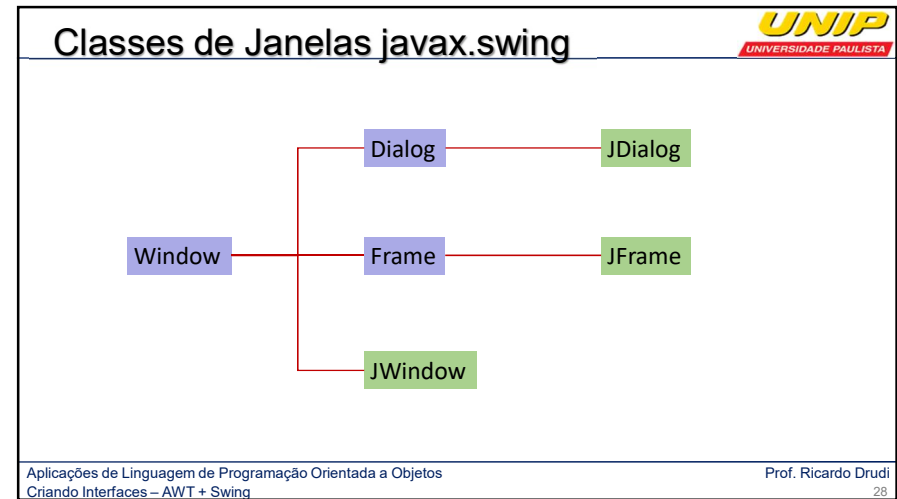 Classes de Janelas javax.swing
UNIP
UNIVERSIDADE PAULISTA
Dialog
JDialog
Window
Frame
JFrame
JWindow
Aplicações de Linguagem de Programação Orientada a Objetos
Prof. Ricardo Drudi
Criando Interfaces – AWT + Swing
28